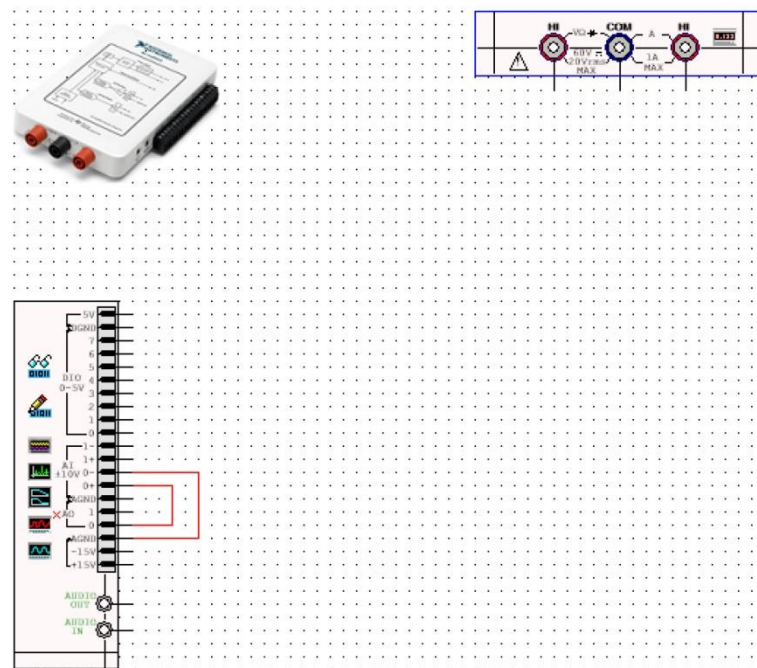 HI COM HI
VΩ A
60V 1A
20Vrms MAX
MAX
5V
DGND
7
6
5
DIO 4
0-5V 3
2
1
0
1-
AI 1+
±10V 0-
0+
AGND
AO 1
0
AGND
-15V
+15V
AUDIO
OUT
AUDIO
IN